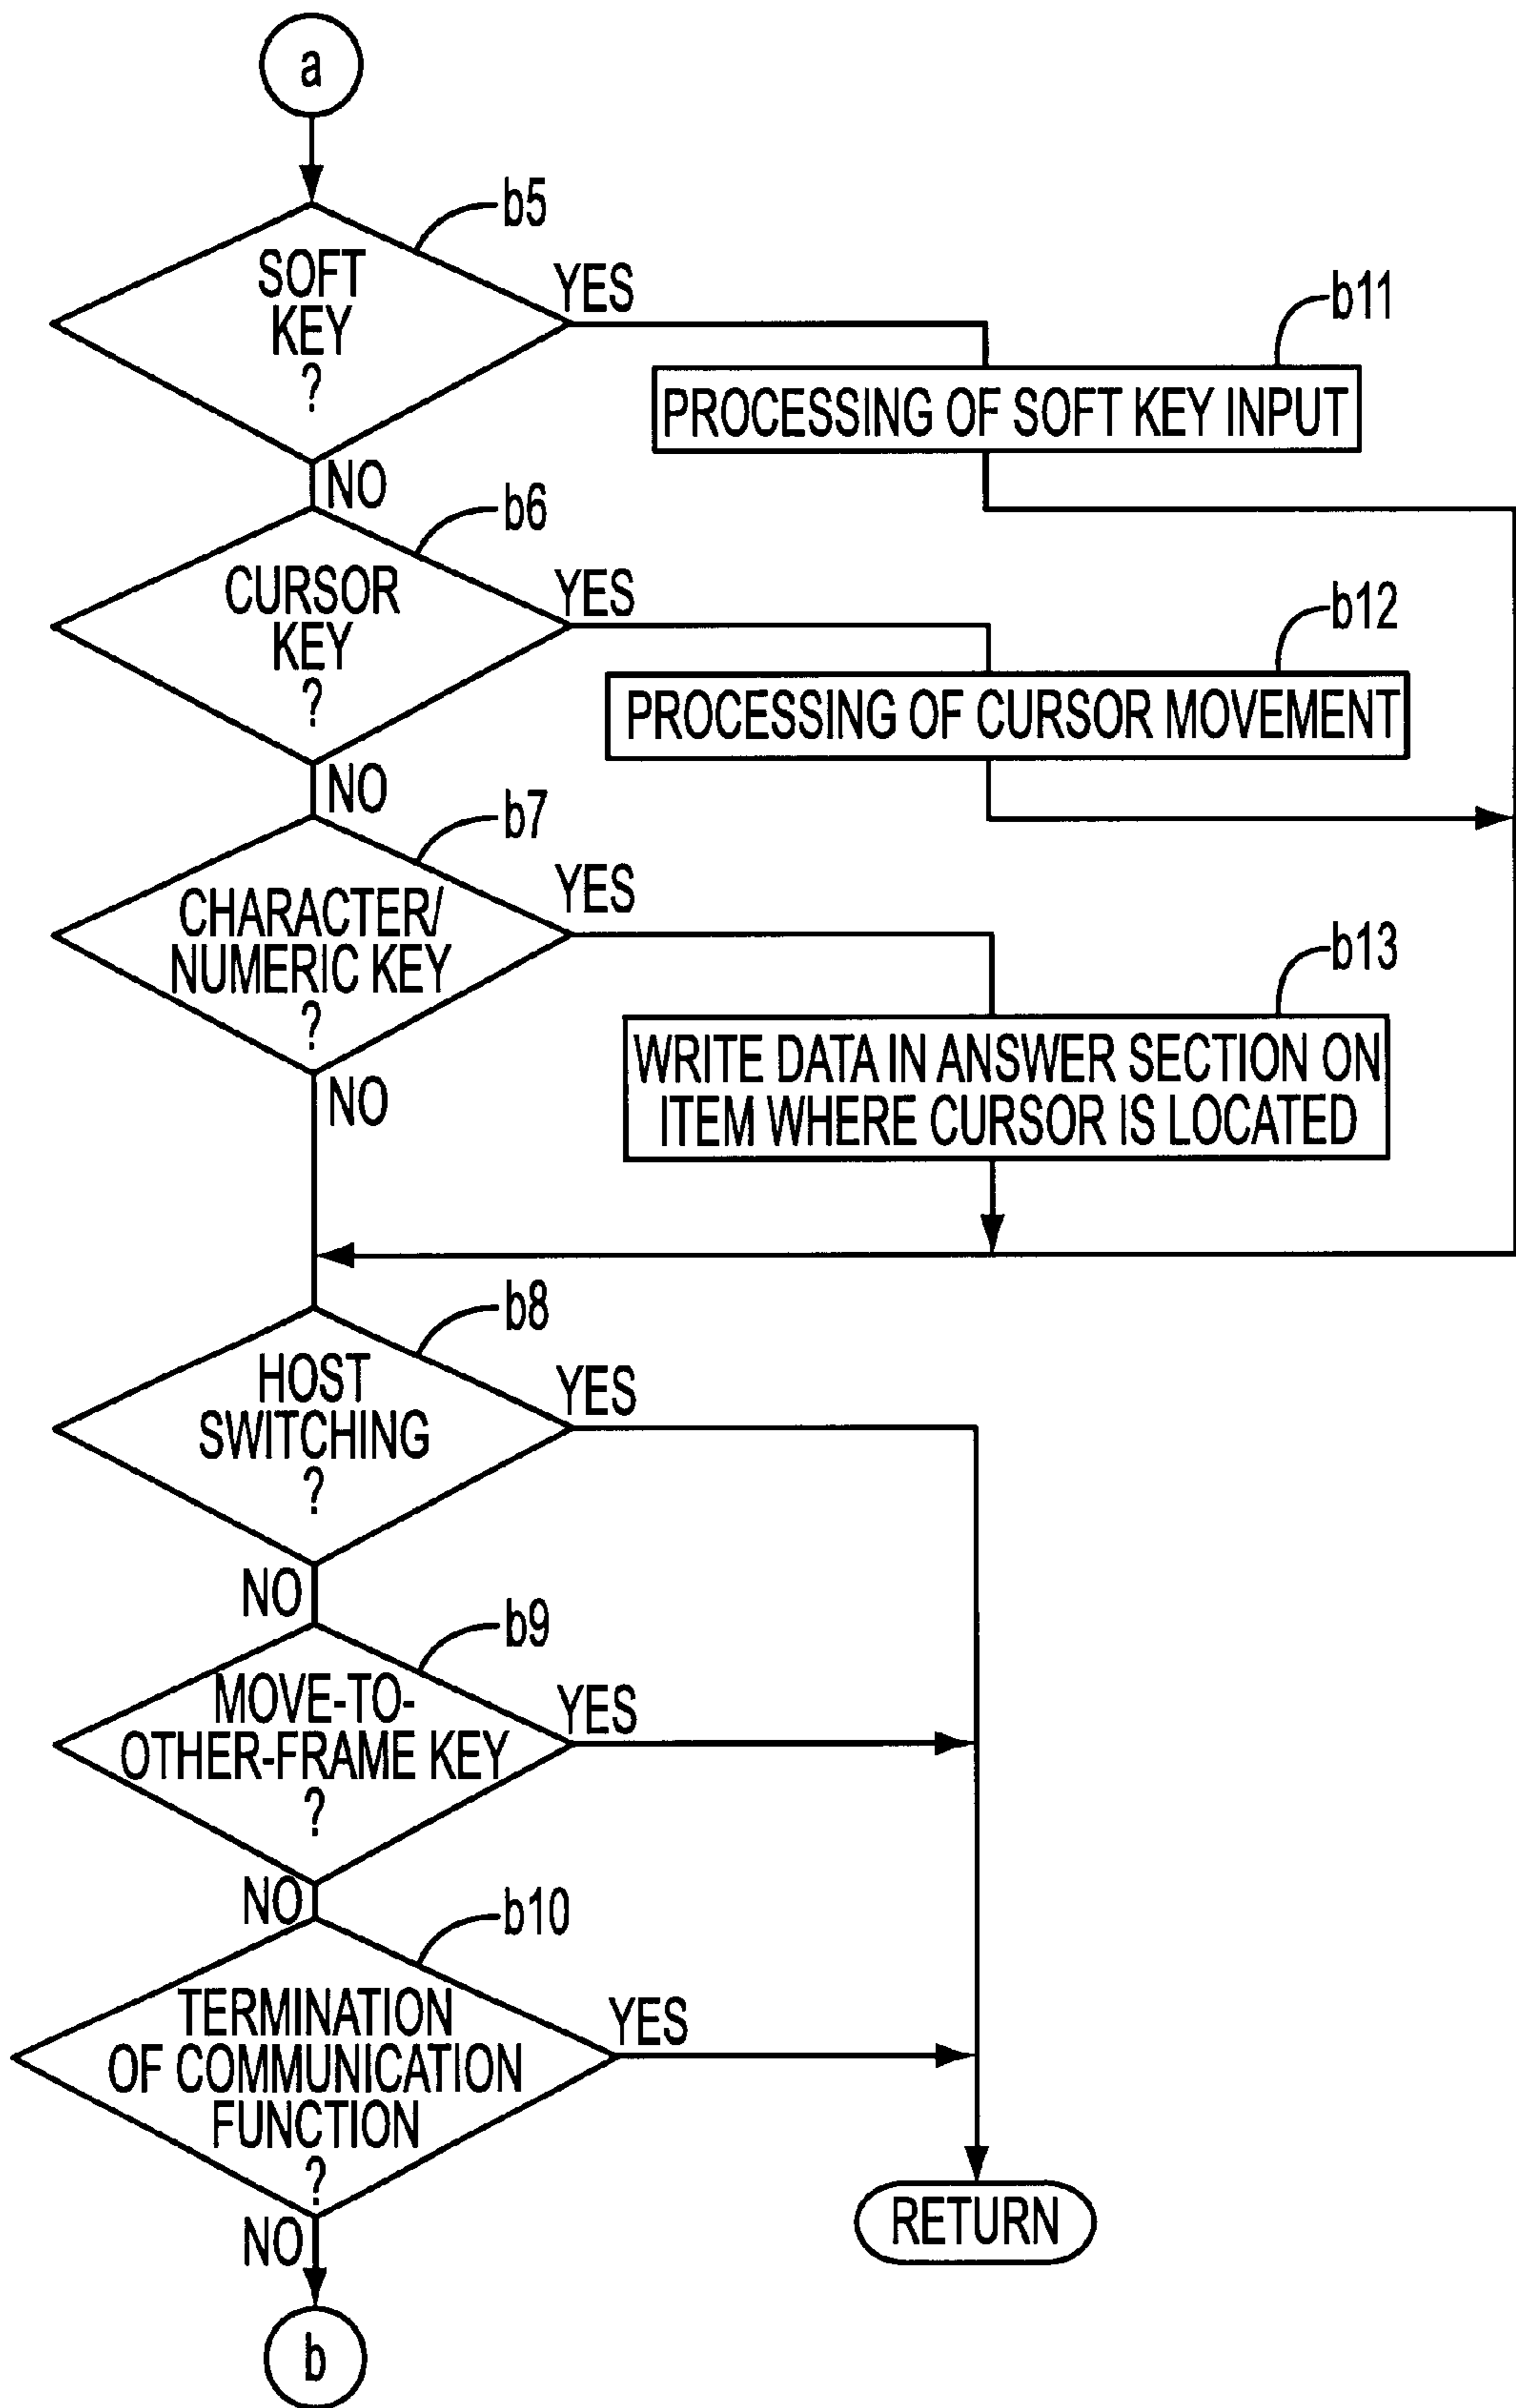 a
b5
SOFT
KEY
?
YES
b11
PROCESSING OF SOFT KEY INPUT
NO
b6
CURSOR
KEY
?
YES
b12
PROCESSING OF CURSOR MOVEMENT
NO
b7
CHARACTER/
NUMERIC KEY
?
YES
b13
WRITE DATA IN ANSWER SECTION ON
ITEM WHERE CURSOR IS LOCATED
NO
b8
HOST
SWITCHING
?
YES
NO
b9
MOVE-TO-
OTHER-FRAME KEY
?
YES
NO
b10
TERMINATION
OF COMMUNICATION
FUNCTION
?
YES
RETURN
NO
b